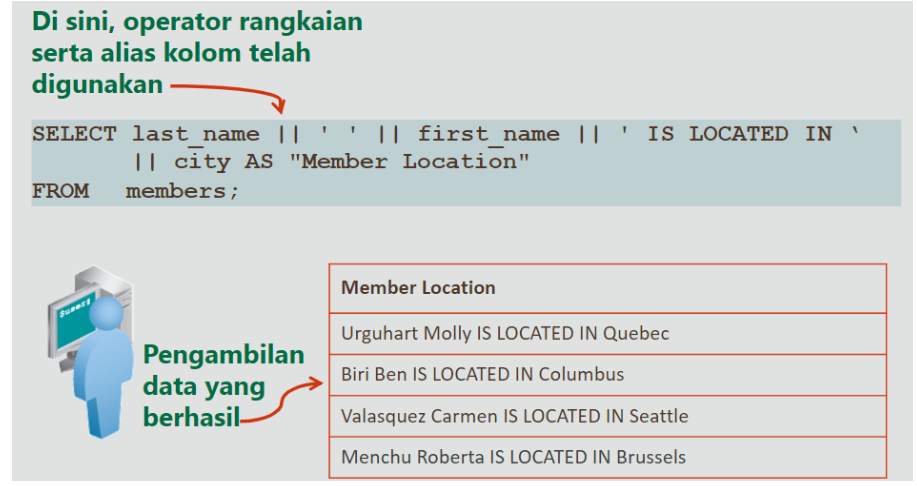 Di sini, operator rangkaian
serta alias kolom telah
digunakan
SELECT last_name || ' ' || first_name || ' IS LOCATED IN `
|| city AS "Member Location"
FROM members;
Pengambilan
data yang
berhasil
Member Location
Urguhart Molly IS LOCATED IN Quebec
Biri Ben IS LOCATED IN Columbus
Valasquez Carmen IS LOCATED IN Seattle
Menchu Roberta IS LOCATED IN Brussels